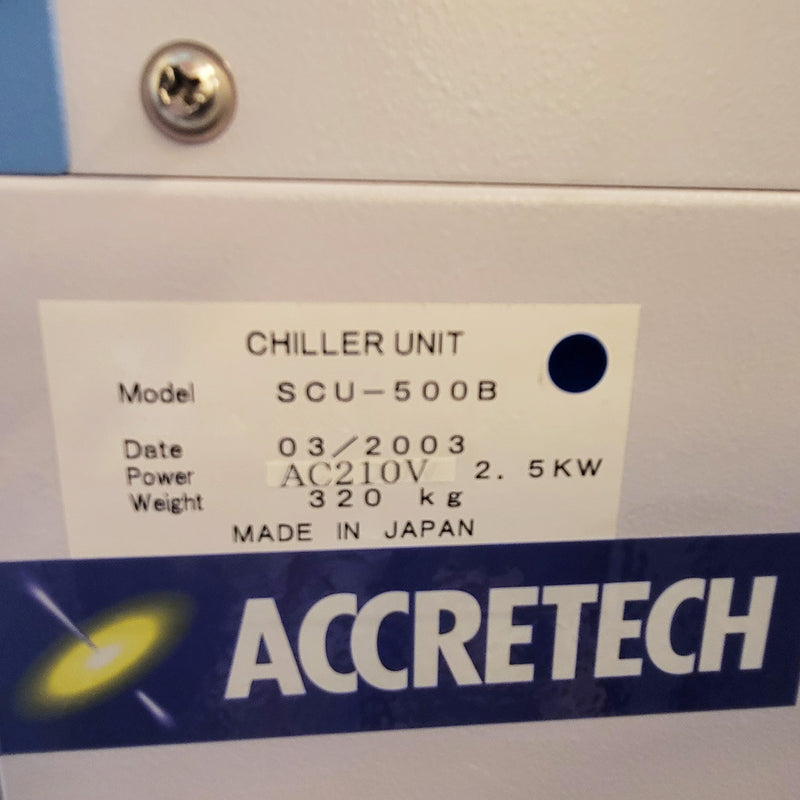 CHILLER UNIT
Model SCU-500B
Date 03/2003
Power AC210V 2.5KW
Weight 320 kg
MADE IN JAPAN
ACCRETECH